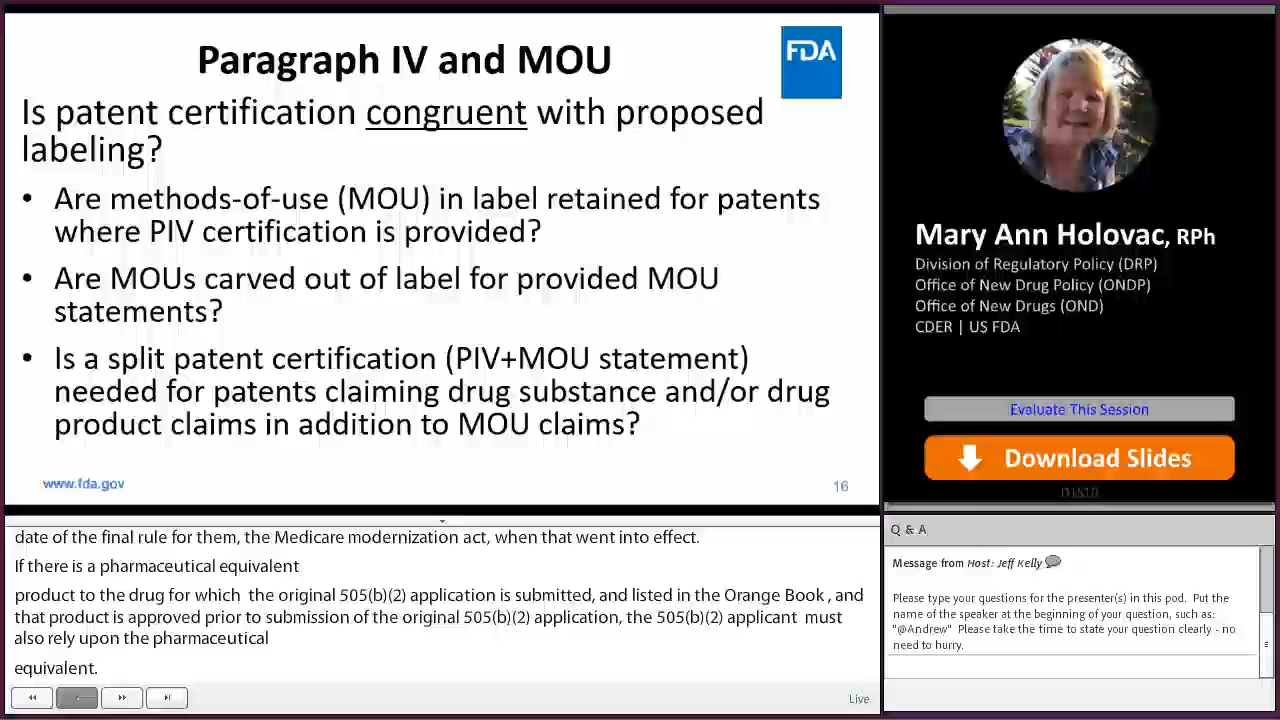 Paragraph IV and MOU
FDA
Is patent certification congruent with proposed
labeling?
• Are methods-of-use (MOU) in label retained for patents
where PIV certification is provided?
• Are MOUs carved out of label for provided MOU
statements?
• Is a split patent certification (PIV+MOU statement)
needed for patents claiming drug substance and/or drug
product claims in addition to MOU claims?
www.fda.gov
16
Mary Ann Holovac, RPh
Division of Regulatory Policy (DRP)
Office of New Drug Policy (ONDP)
Office of New Drugs (OND)
CDER | US FDA
Evaluate This Session
Download Slides
date of the final rule for them, the Medicare modernization act, when that went into effect.
If there is a pharmaceutical equivalent
product to the drug for which the original 505(b)(2) application is submitted, and listed in the Orange Book , and
that product is approved prior to submission of the original 505(b)(2) application, the 505(b)(2) applicant must
also rely upon the pharmaceutical
equivalent.
Live
Q & A
Message from Host: Jeff Kelly
Please type your questions for the presenter(s) in this pod. Put the
name of the speaker at the beginning of your question, such as:
"@Andrew" Please take the time to state your question clearly - no
need to hurry.